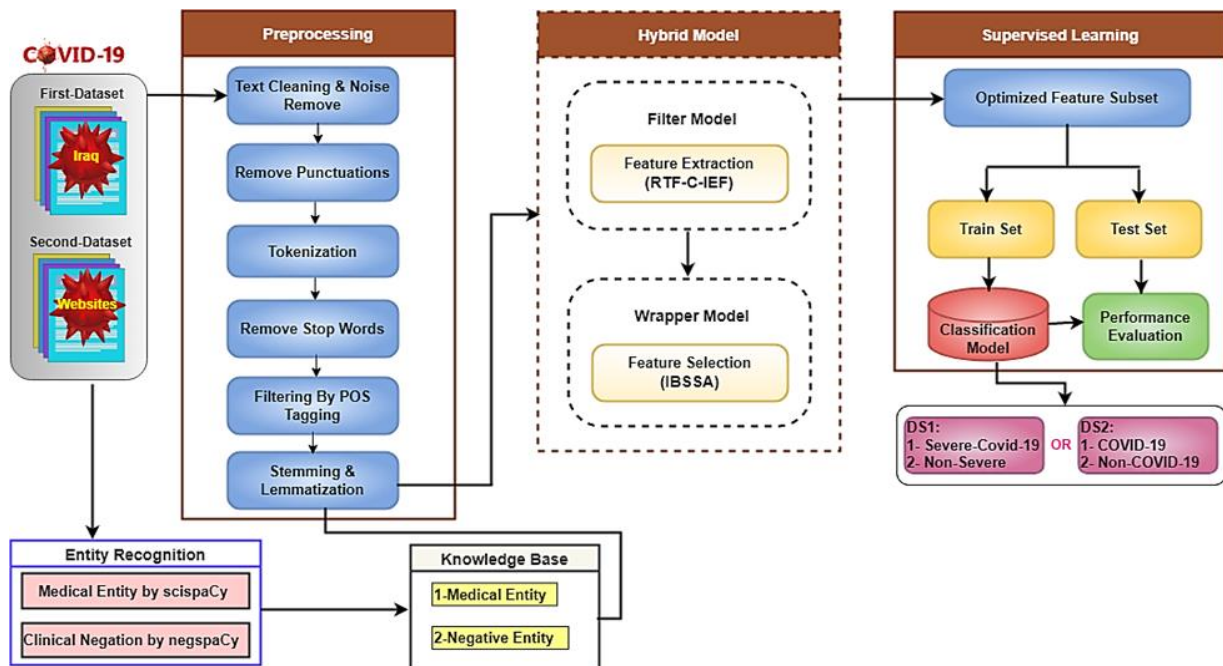 COVID-19
First-Dataset
Iraq
Second-Dataset
Websites
Preprocessing
Text Cleaning & Noise
Remove
Remove Punctuations
Tokenization
Remove Stop Words
Filtering By POS
Tagging
Stemming &
Lemmatization
Hybrid Model
Filter Model
Feature Extraction
(RTF-C-IEF)
Wrapper Model
Feature Selection
(IBSSA)
Supervised Learning
Optimized Feature Subset
Train Set
Test Set
Classification
Model
Performance
Evaluation
DS1:
1- Severe-Covid-19
2- Non-Severe
OR
DS2:
1- COVID-19
2- Non-COVID-19
Entity Recognition
Medical Entity by scispaCy
Clinical Negation by negspaCy
Knowledge Base
1-Medical Entity
2-Negative Entity